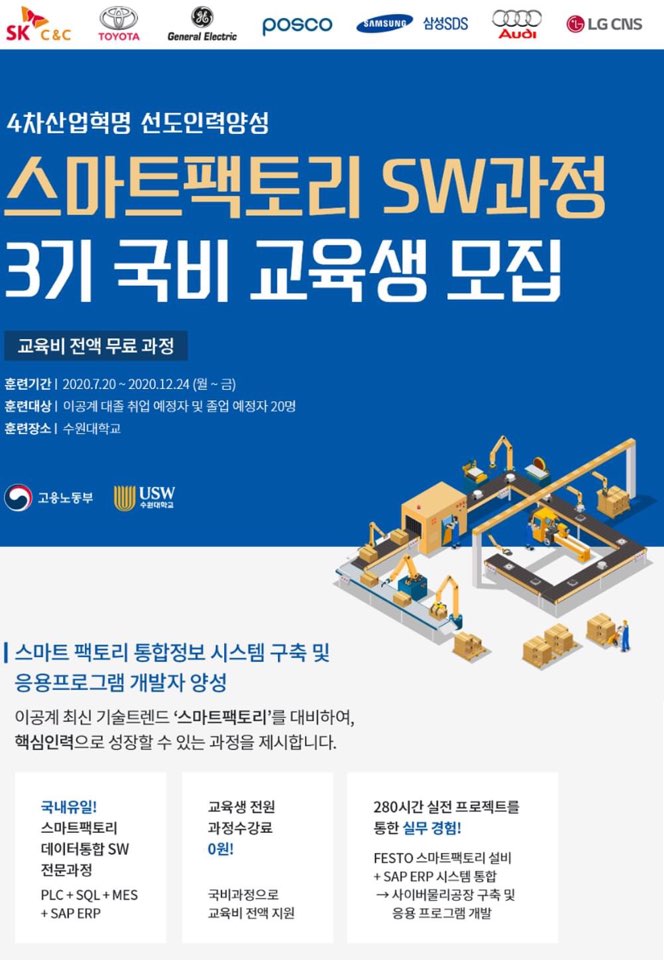 SK C&C
TOYOTA
GE
General Electric
posco
SAMSUNG 삼성SDS
Audi
LG CNS
4차산업혁명 선도인력양성
스마트팩토리 SW과정
3기 국비 교육생 모집
교육비 전액 무료 과정
훈련기간 | 2020.7.20 ~ 2020.12.24 (월 ~ 금)
훈련대상 | 이공계 대졸 취업 예정자 및 졸업 예정자 20명
훈련장소 | 수원대학교
고용노동부
USW
수원대학교
스마트 팩토리 통합정보 시스템 구축 및
응용프로그램 개발자 양성
이공계 최신 기술트렌드 ‘스마트팩토리’를 대비하여,
핵심인력으로 성장할 수 있는 과정을 제시합니다.
국내유일!
스마트팩토리
데이터통합 SW
전문과정
PLC + SQL + MES
+ SAP ERP
교육생 전원
과정수강료
0원!
국비과정으로
교육비 전액 지원
280시간 실전 프로젝트를
통한 실무 경험!
FESTO 스마트팩토리 설비
+ SAP ERP 시스템 통합
→ 사이버물리공장 구축 및
응용 프로그램 개발